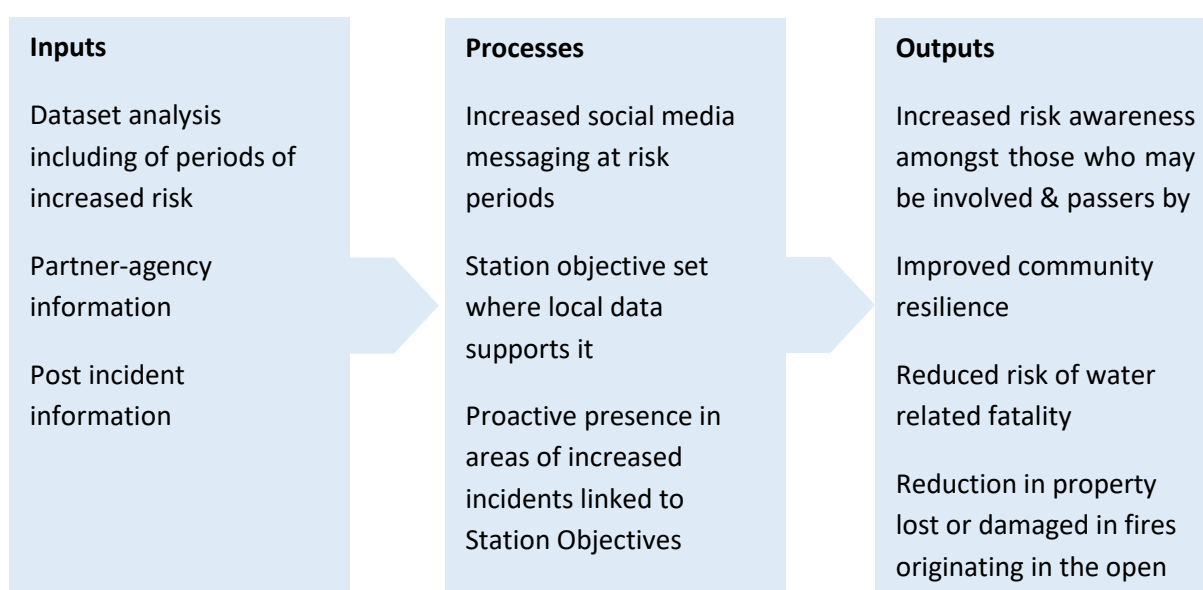 Inputs
Dataset analysis
including of periods of
increased risk
Partner-agency
information
Post incident
information
Processes
Increased social media
messaging at risk
periods
Station objective set
where local data
supports it
Proactive presence in
areas of increased
incidents linked to
Station Objectives
Outputs
Increased risk awareness
amongst those who may
be involved & passers by
Improved community
resilience
Reduced risk of water
related fatality
Reduction in property
lost or damaged in fires
originating in the open